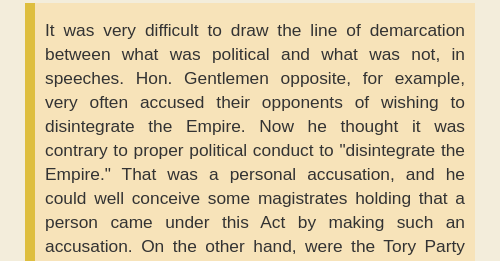 It was very difficult to draw the line of demarcation
between what was political and what was not, in
speeches. Hon. Gentlemen opposite, for example,
very often accused their opponents of wishing to
disintegrate the Empire. Now he thought it was
contrary to proper political conduct to "disintegrate the
Empire." That was a personal accusation, and he
could well conceive some magistrates holding that a
person came under this Act by making such an
accusation. On the other hand, were the Tory Party